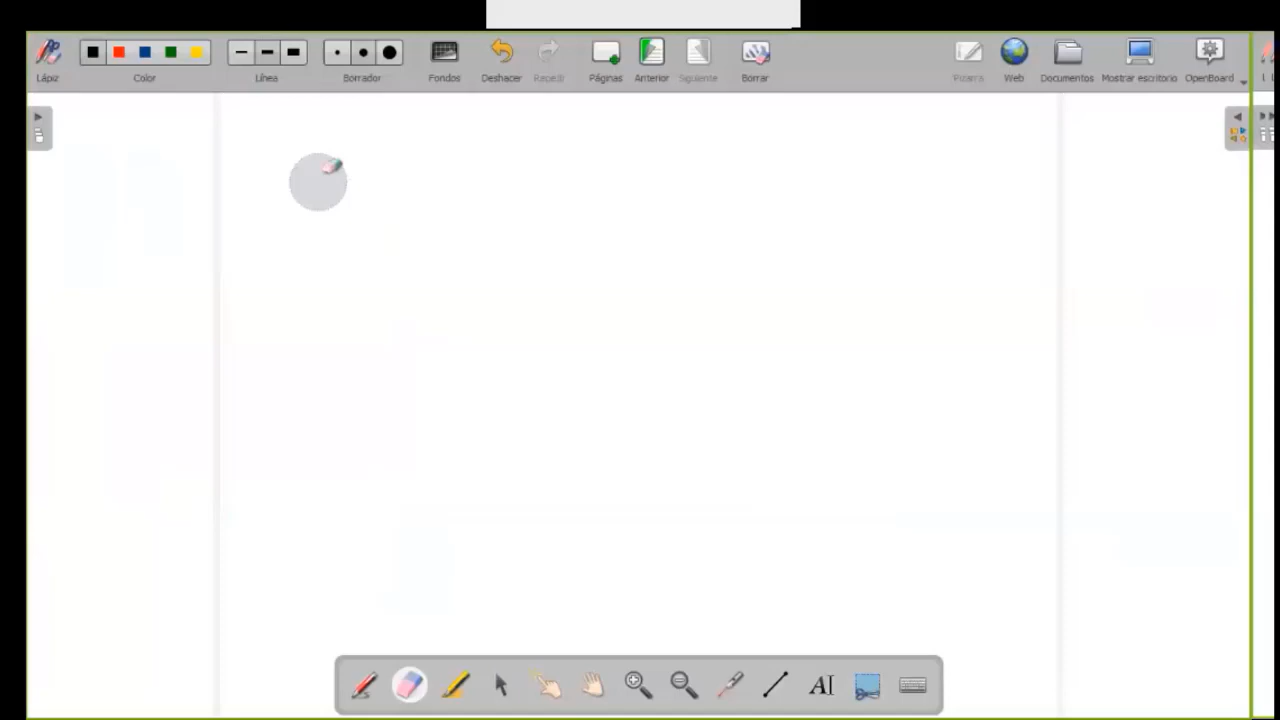 Lápiz Color Línea Borrador Fondos Deshacer Repetir Páginas Anterior Siguiente Borrar Pizarra Web Documentos Mostrar escritorio OpenBoard
AI